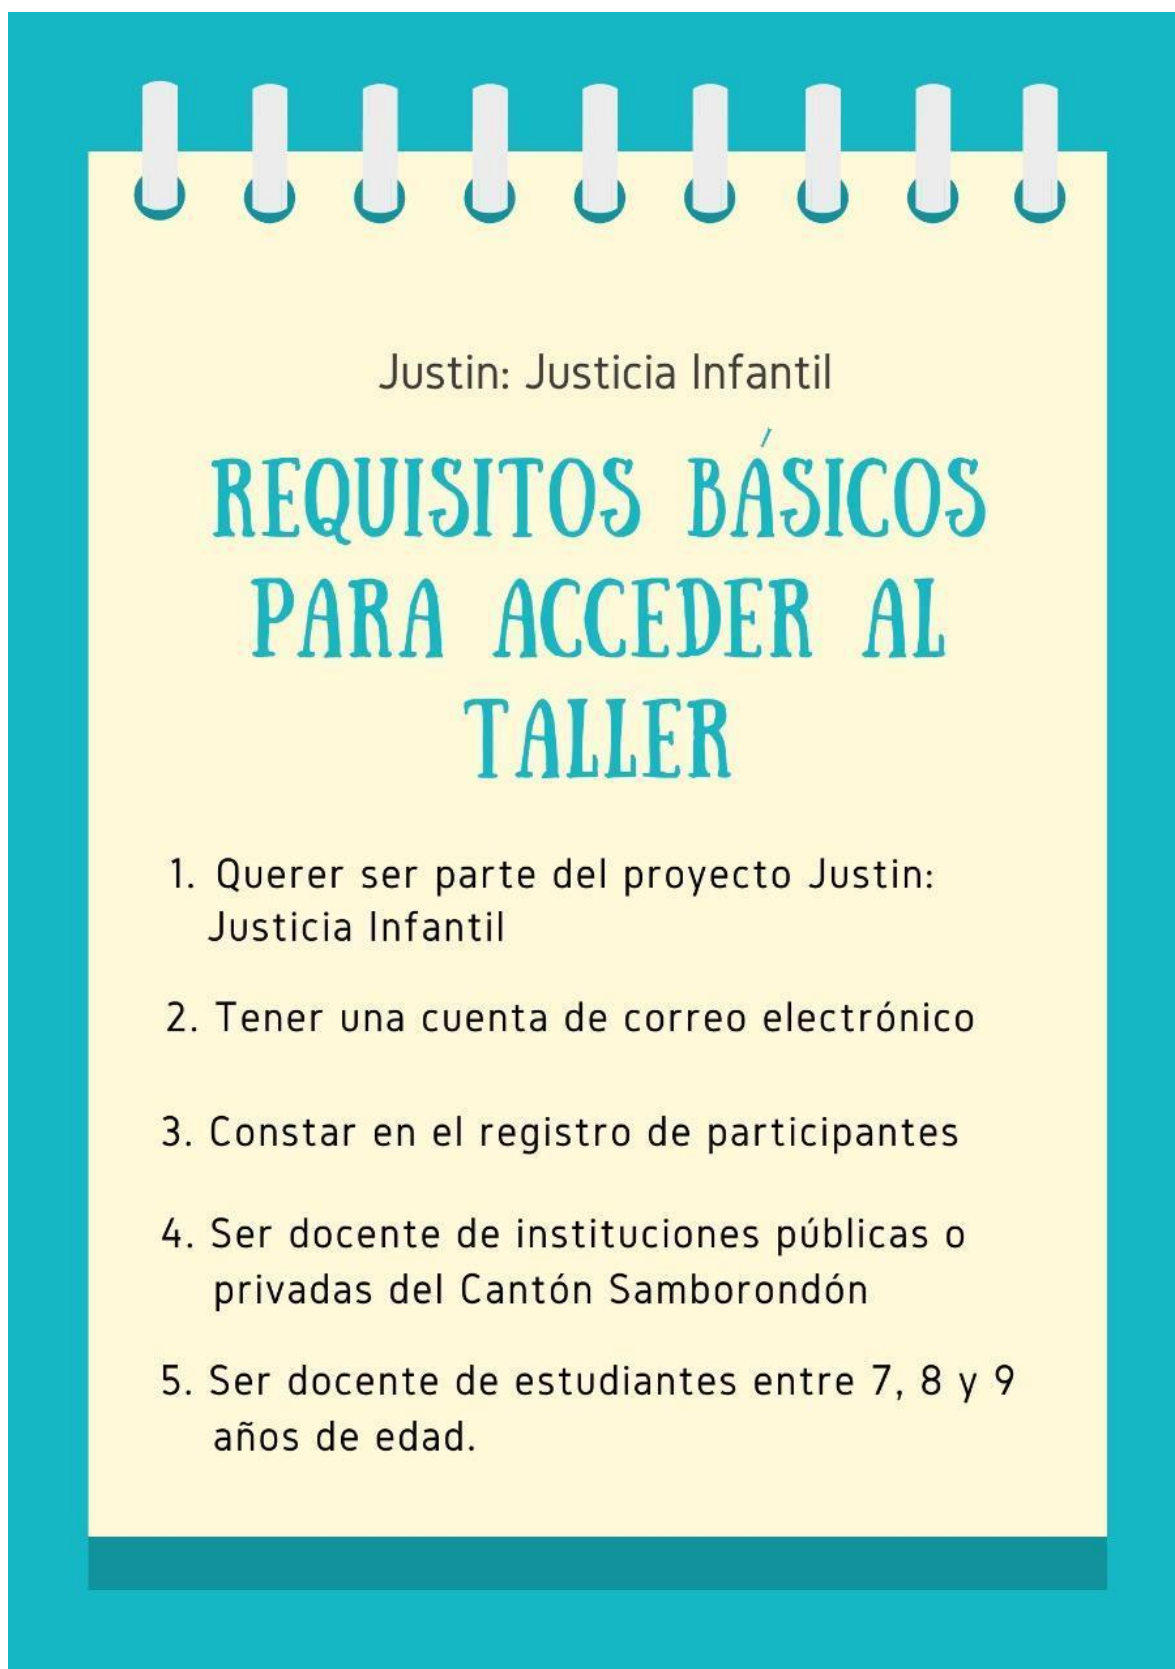 Justin: Justicia Infantil
REQUISITOS BÁSICOS
PARA ACCEDER AL
TALLER
1. Querer ser parte del proyecto Justin:
Justicia Infantil
2. Tener una cuenta de correo electrónico
3. Constar en el registro de participantes
4. Ser docente de instituciones públicas o
privadas del Cantón Samborondón
5. Ser docente de estudiantes entre 7, 8 y 9
años de edad.